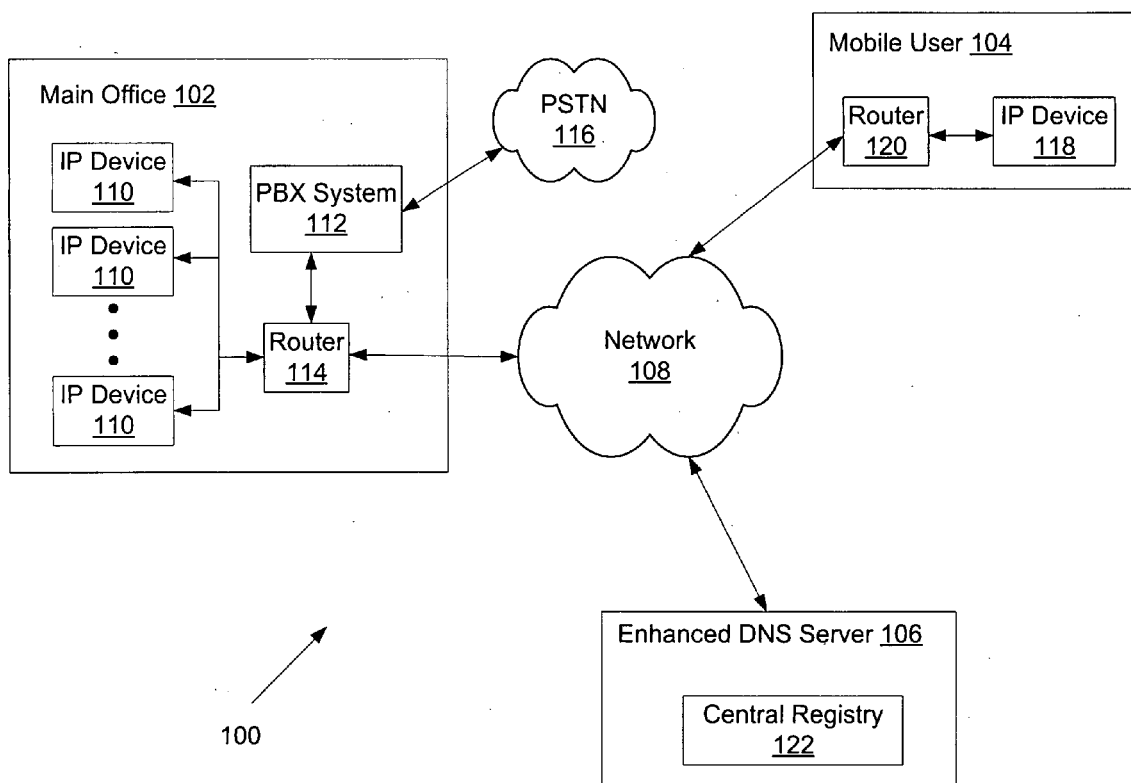 Main Office 102
IP Device
110
IP Device
110
IP Device
110
PBX System
112
Router
114
PSTN
116
Mobile User 104
Router
120
IP Device
118
Network
108
Enhanced DNS Server 106
Central Registry
122
100